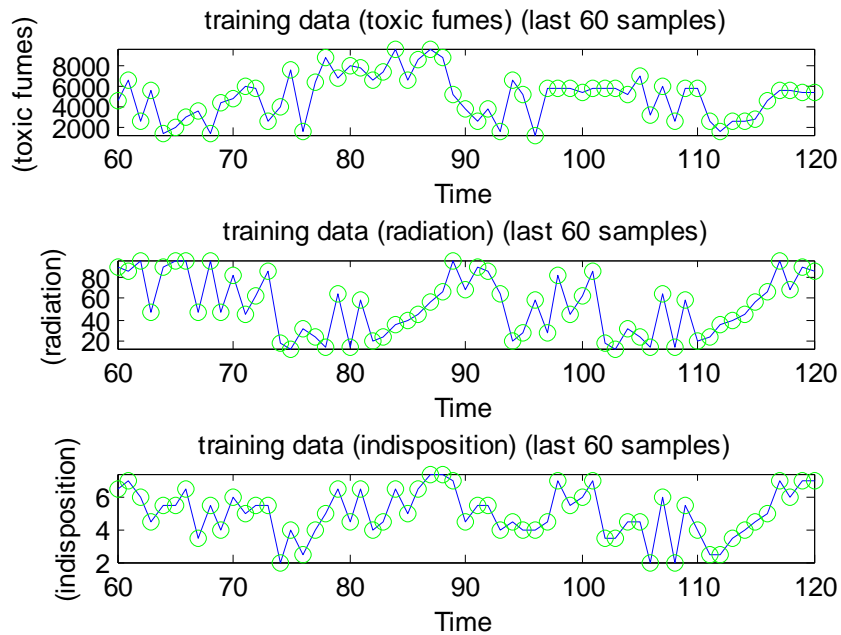 training data (toxic fumes) (last 60 samples)
(toxic fumes)
8000
6000
4000
2000
60 70 80 90 100 110 120
Time
training data (radiation) (last 60 samples)
(radiation)
80
60
40
20
60 70 80 90 100 110 120
Time
training data (indisposition) (last 60 samples)
(indisposition)
6
4
2
60 70 80 90 100 110 120
Time